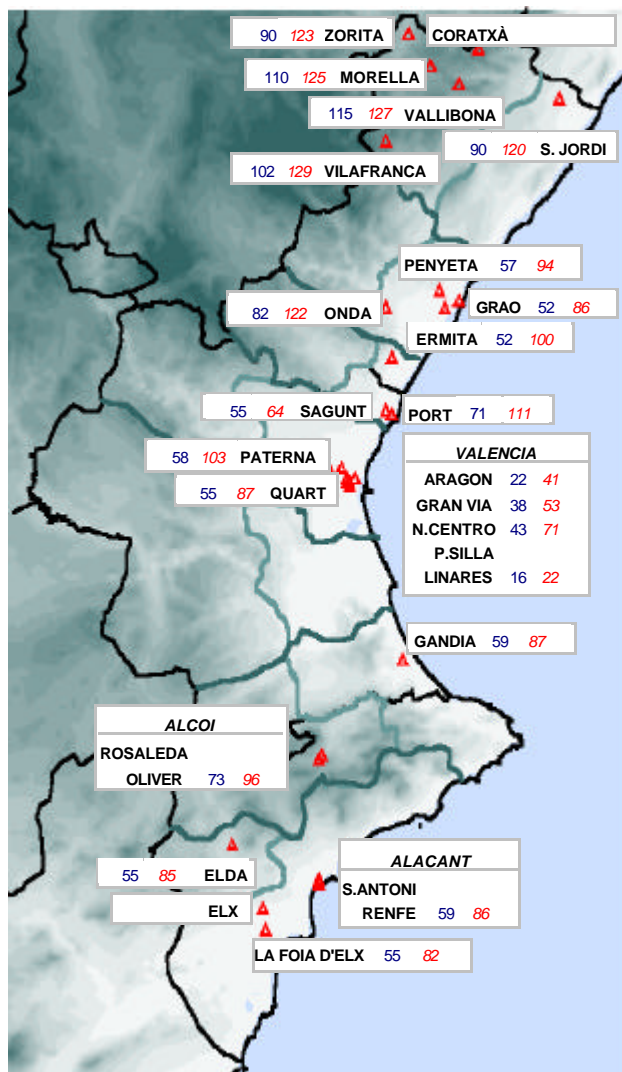 90 123 ZORITA
CORATXÀ
110 125 MORELLA
115 127 VALLIBONA
90 120 S. JORDI
102 129 VILAFRANCA
PENYETA 57 94
82 122 ONDA
GRAO 52 86
ERMITA 52 100
55 64 SAGUNT
PORT 71 111
58 103 PATERNA
55 87 QUART
VALENCIA
ARAGON 22 41
GRAN VIA 38 53
N.CENTRO 43 71
P.SILLA
LINARES 16 22
GANDIA 59 87
ALCOI
ROSALEDA
OLIVER 73 96
55 85 ELDA
ELX
ALACANT
S.ANTONI
RENFE 59 86
LA FOIA D'ELX 55 82